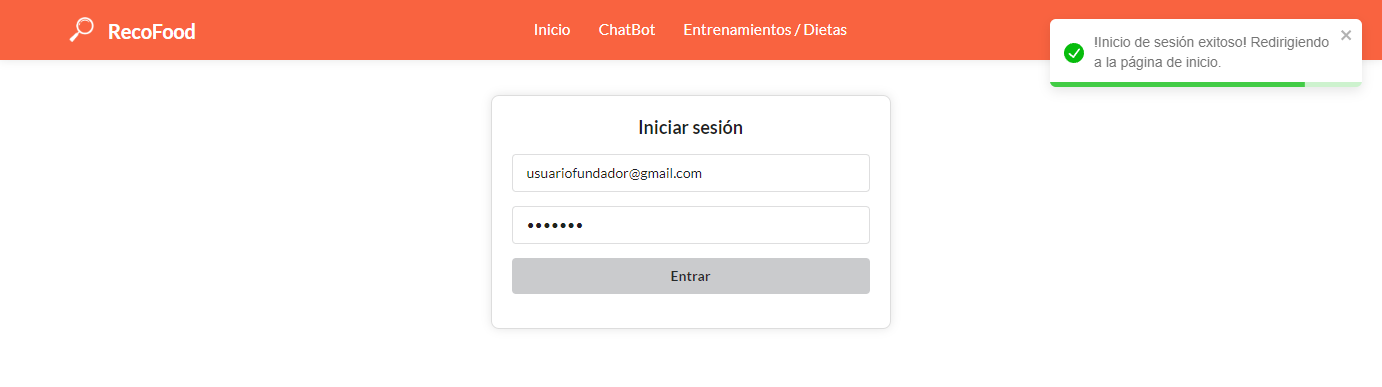 RecoFood
Inicio
ChatBot
Entrenamientos / Dietas
!Inicio de sesión exitoso! Redirigiendo
a la página de inicio.
Iniciar sesión
usuariofundador@gmail.com
•••••••
Entrar